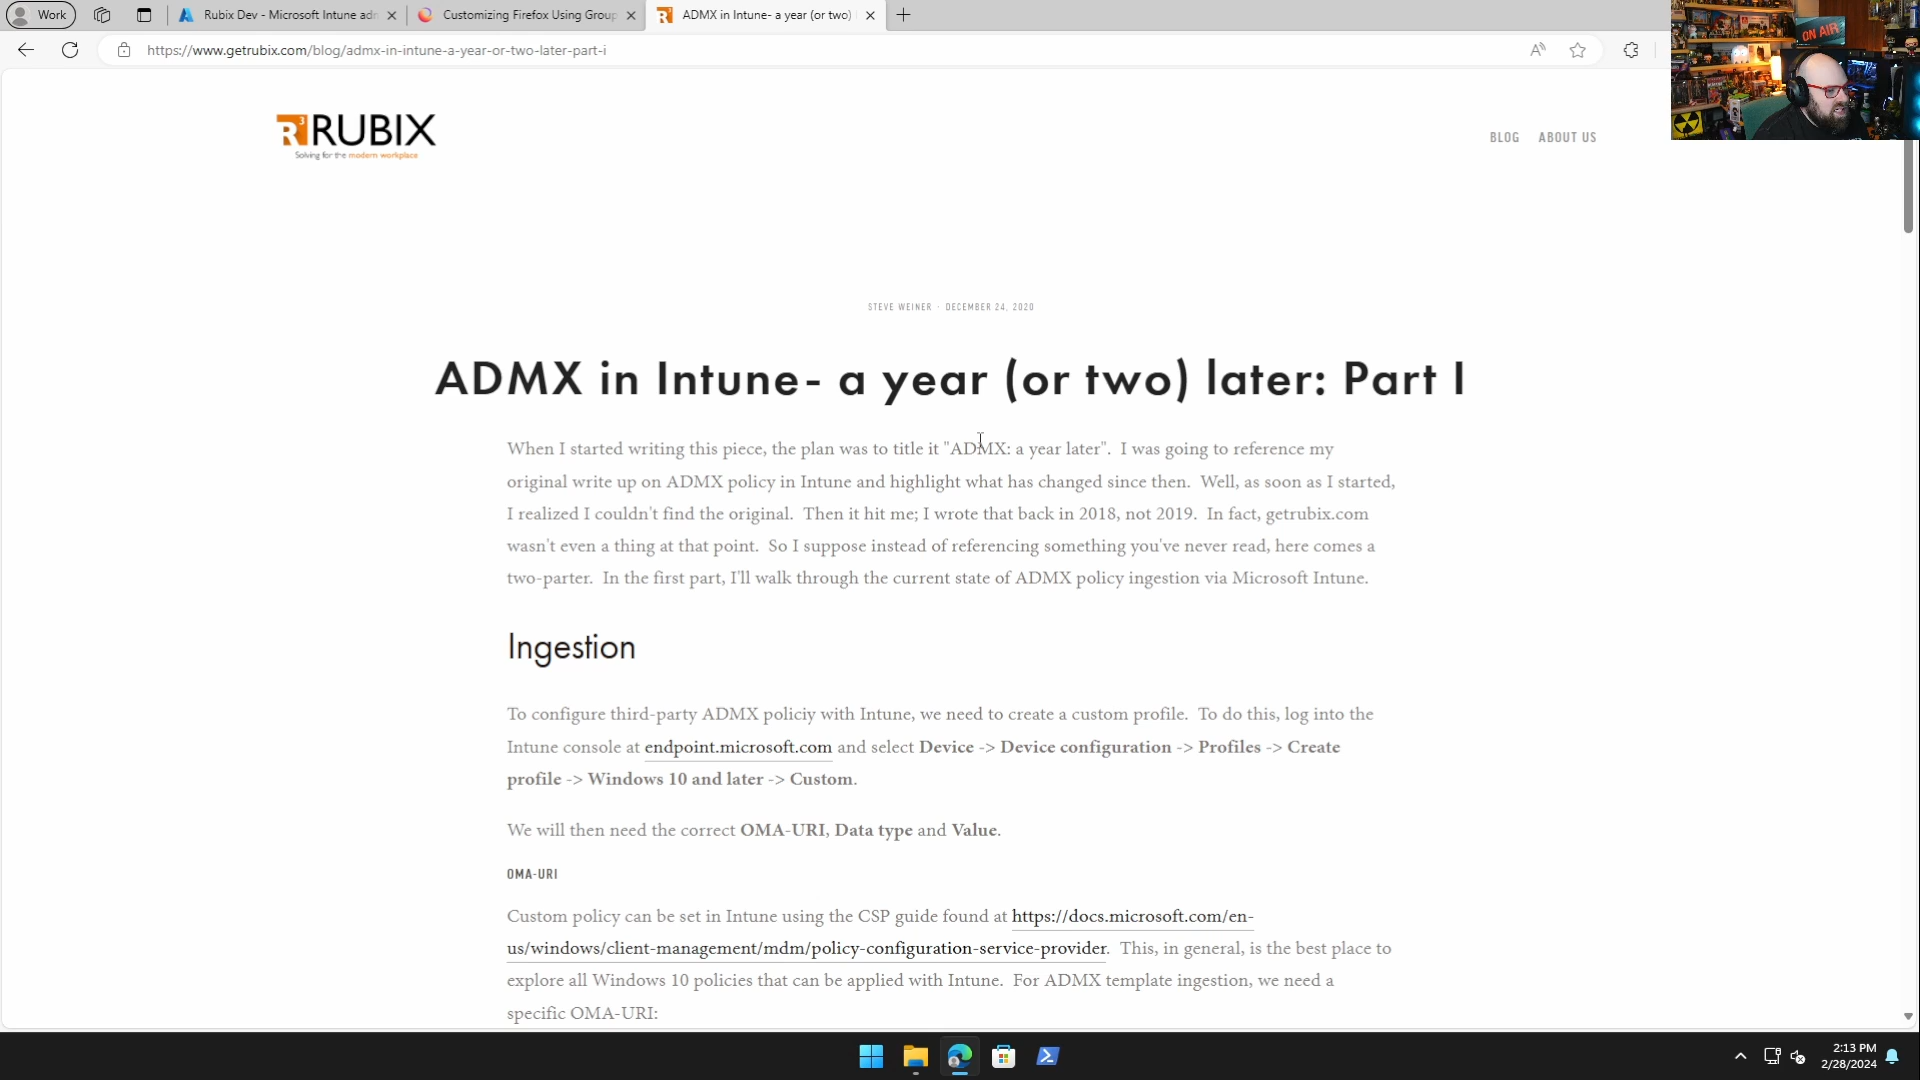 Work
Rubix Dev - Microsoft Intune adm
Customizing Firefox Using Group
ADMX in Intune- a year (or two)
https://www.getrubix.com/blog/admx-in-intune-a-year-or-two-later-part-i
ON AIR
R3 RUBIX
Solving for the modern workplace
BLOG ABOUT US
STEVE WEINER · DECEMBER 24, 2020
ADMX in Intune- a year (or two) later: Part I
When I started writing this piece, the plan was to title it "ADMX: a year later". I was going to reference my
original write up on ADMX policy in Intune and highlight what has changed since then. Well, as soon as I started,
I realized I couldn't find the original. Then it hit me; I wrote that back in 2018, not 2019. In fact, getrubix.com
wasn't even a thing at that point. So I suppose instead of referencing something you've never read, here comes a
two-parter. In the first part, I'll walk through the current state of ADMX policy ingestion via Microsoft Intune.
Ingestion
To configure third-party ADMX policiy with Intune, we need to create a custom profile. To do this, log into the
Intune console at endpoint.microsoft.com and select Device -> Device configuration -> Profiles -> Create
profile -> Windows 10 and later -> Custom.
We will then need the correct OMA-URI, Data type and Value.
OMA-URI
Custom policy can be set in Intune using the CSP guide found at https://docs.microsoft.com/en-
us/windows/client-management/mdm/policy-configuration-service-provider. This, in general, is the best place to
explore all Windows 10 policies that can be applied with Intune. For ADMX template ingestion, we need a
specific OMA-URI:
2:13 PM
2/28/2024